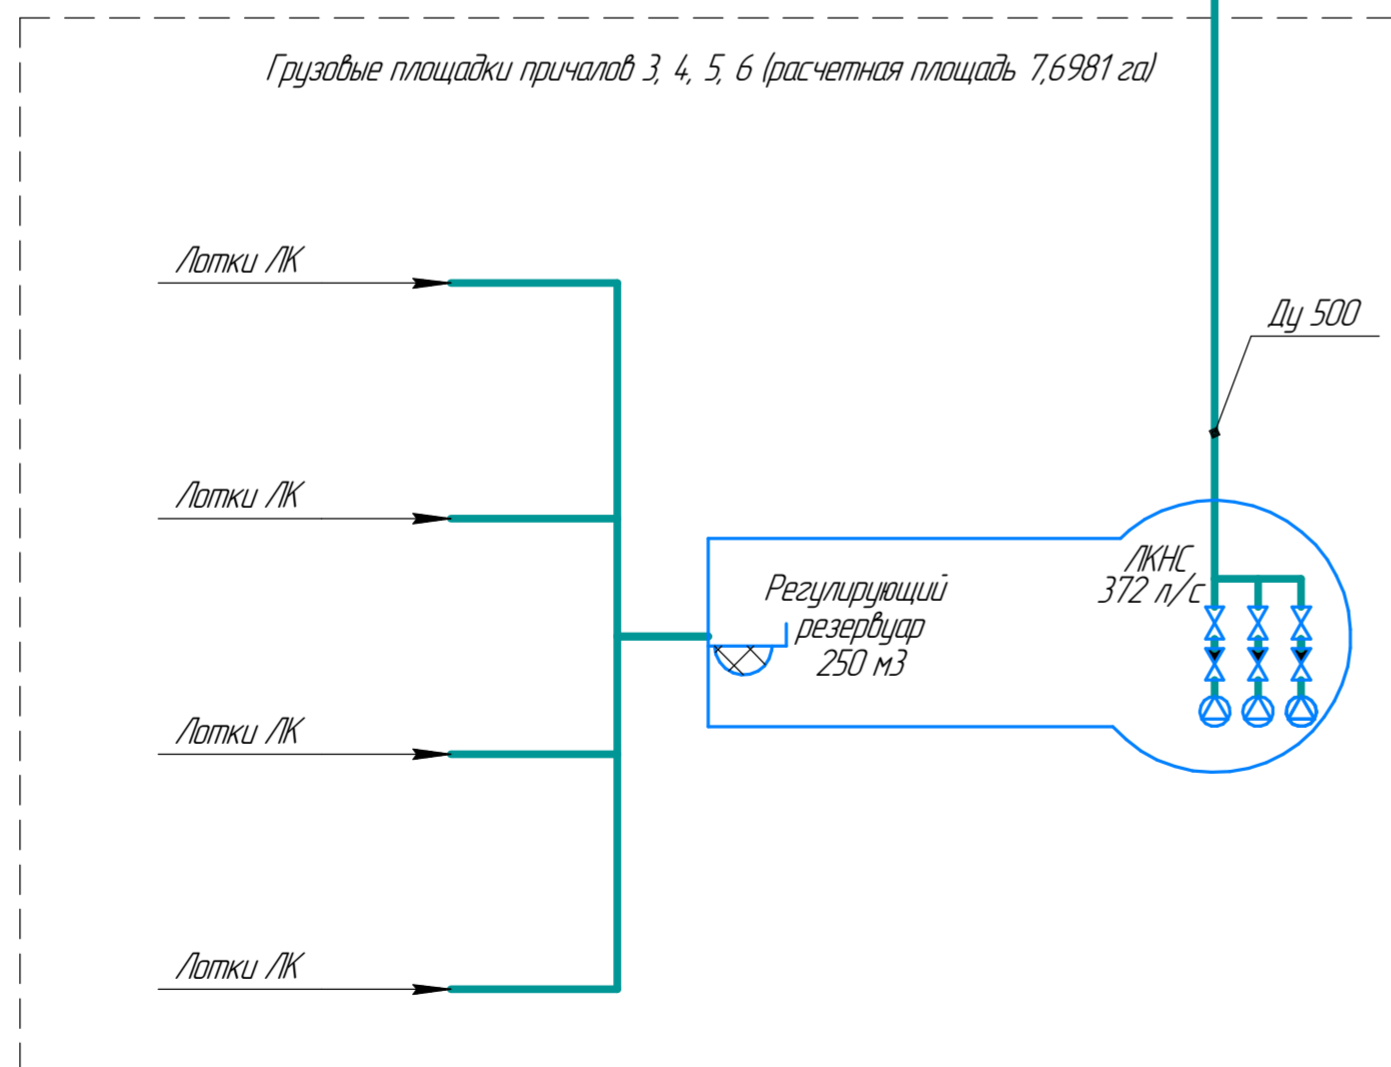 Грузовые площадки причалов 3, 4, 5, 6 (расчетная площадь 7,6981 га)
Лотки ЛК
Ду 500
Лотки ЛК
ЛКНС
372 л/с
Регулирующий
резервуар
250 м3
Лотки ЛК
Лотки ЛК